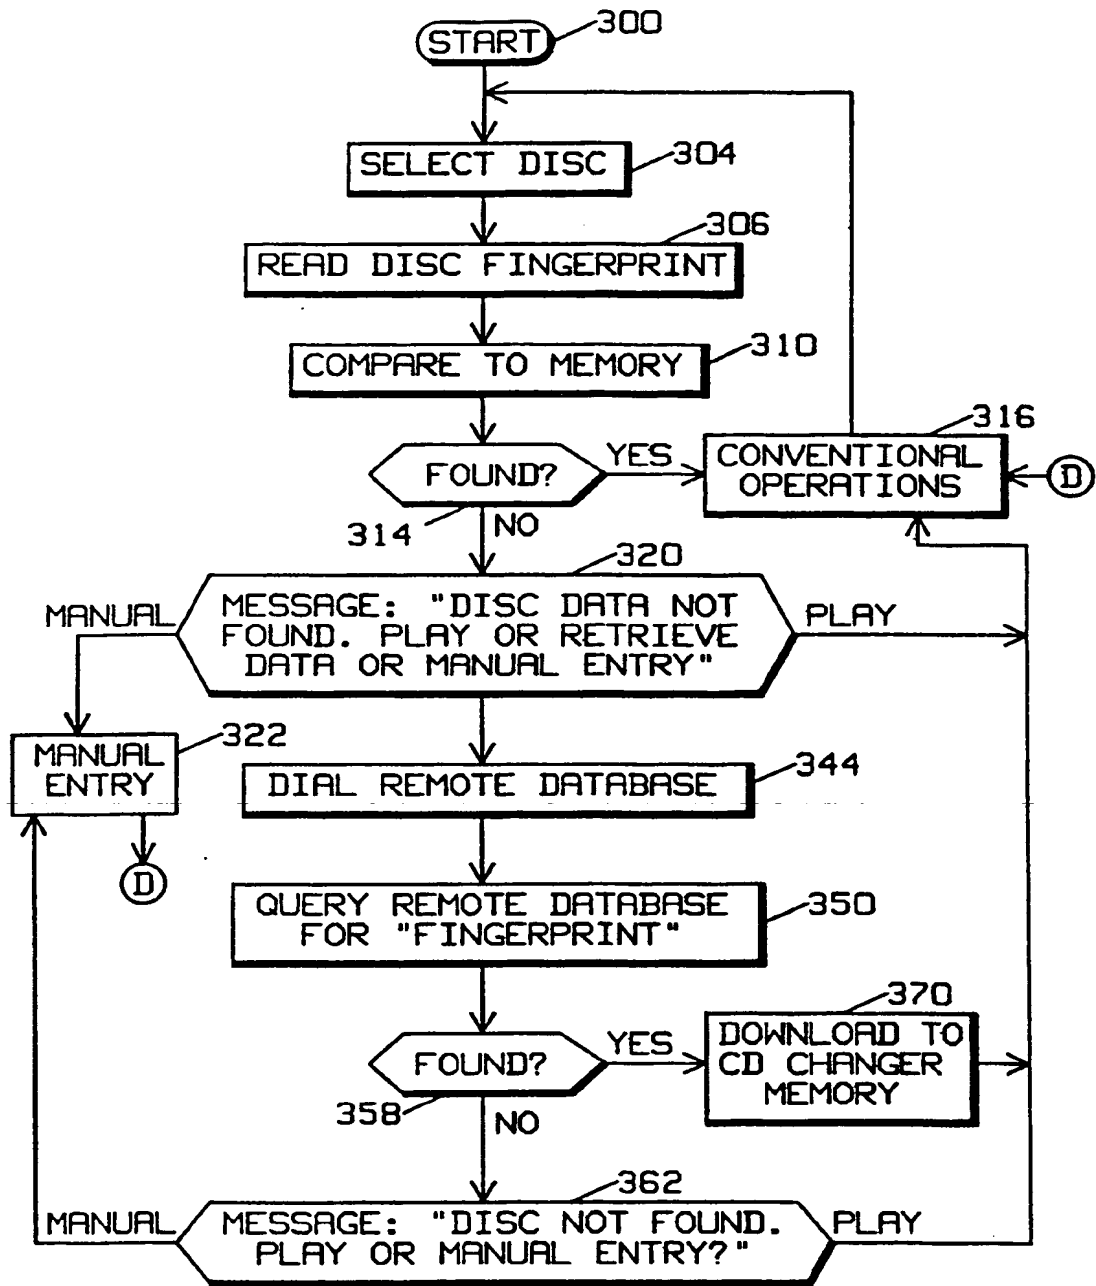 300
START
SELECT DISC
304
306
READ DISC FINGERPRINT
COMPARE TO MEMORY
310
316
FOUND?
YES
CONVENTIONAL
OPERATIONS
D
314
NO
320
MANUAL
MESSAGE: "DISC DATA NOT
FOUND. PLAY OR RETRIEVE
DATA OR MANUAL ENTRY"
PLAY
322
MANUAL
ENTRY
DIAL REMOTE DATABASE
344
D
QUERY REMOTE DATABASE
FOR "FINGERPRINT"
350
370
FOUND?
YES
DOWNLOAD TO
CD CHANGER
MEMORY
358
NO
362
MANUAL
MESSAGE: "DISC NOT FOUND.
PLAY OR MANUAL ENTRY?"
PLAY